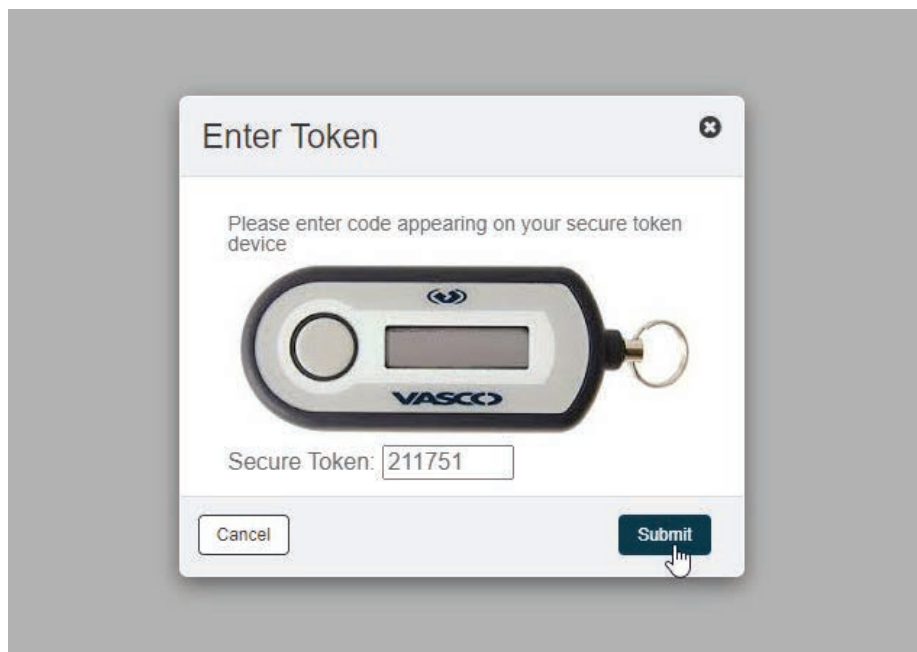 Enter Token
Please enter code appearing on your secure token
device
VASCO
Secure Token: 211751
Cancel
Submit